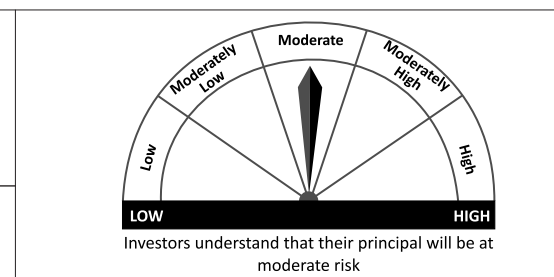 Low
Moderately
Low
Moderate
Moderately
High
High
LOW
HIGH
Investors understand that their principal will be at
moderate risk